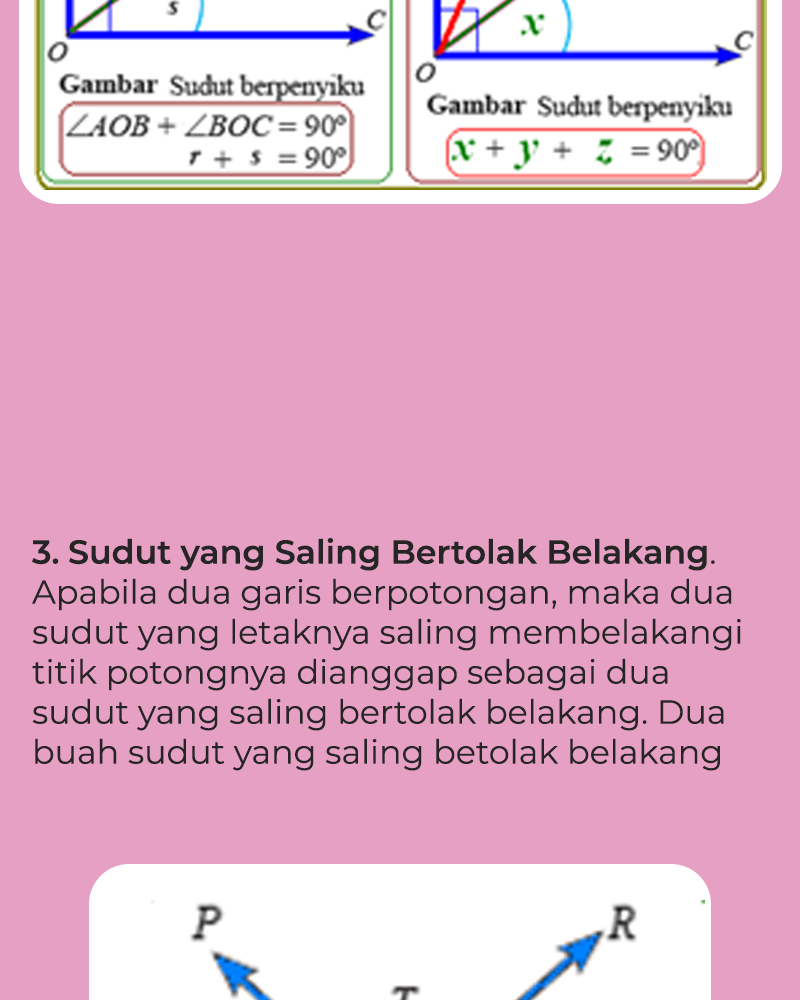 s
C
O
Gambar Sudut berpenyiku
∠AOB + ∠BOC = 90°
r + s = 90°
x
C
O
Gambar Sudut berpenyiku
x + y + z = 90°
3. Sudut yang Saling Bertolak Belakang.
Apabila dua garis berpotongan, maka dua
sudut yang letaknya saling membelakangi
titik potongnya dianggap sebagai dua
sudut yang saling bertolak belakang. Dua
buah sudut yang saling betolak belakang
P
R